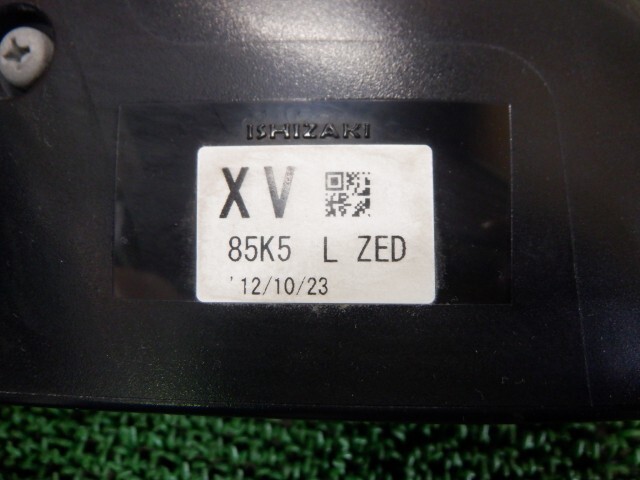 ISHIZAKI
XV
85K5 L ZED
'12/10/23